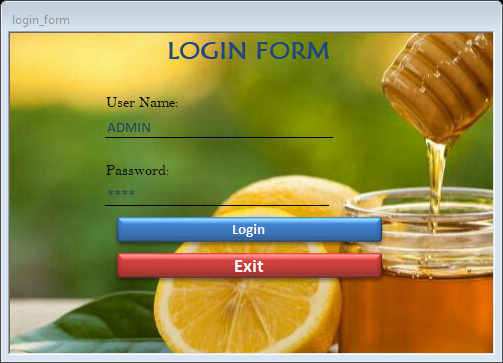 login_form
LOGIN FORM
User Name:
ADMIN
Password:
****
Login
Exit